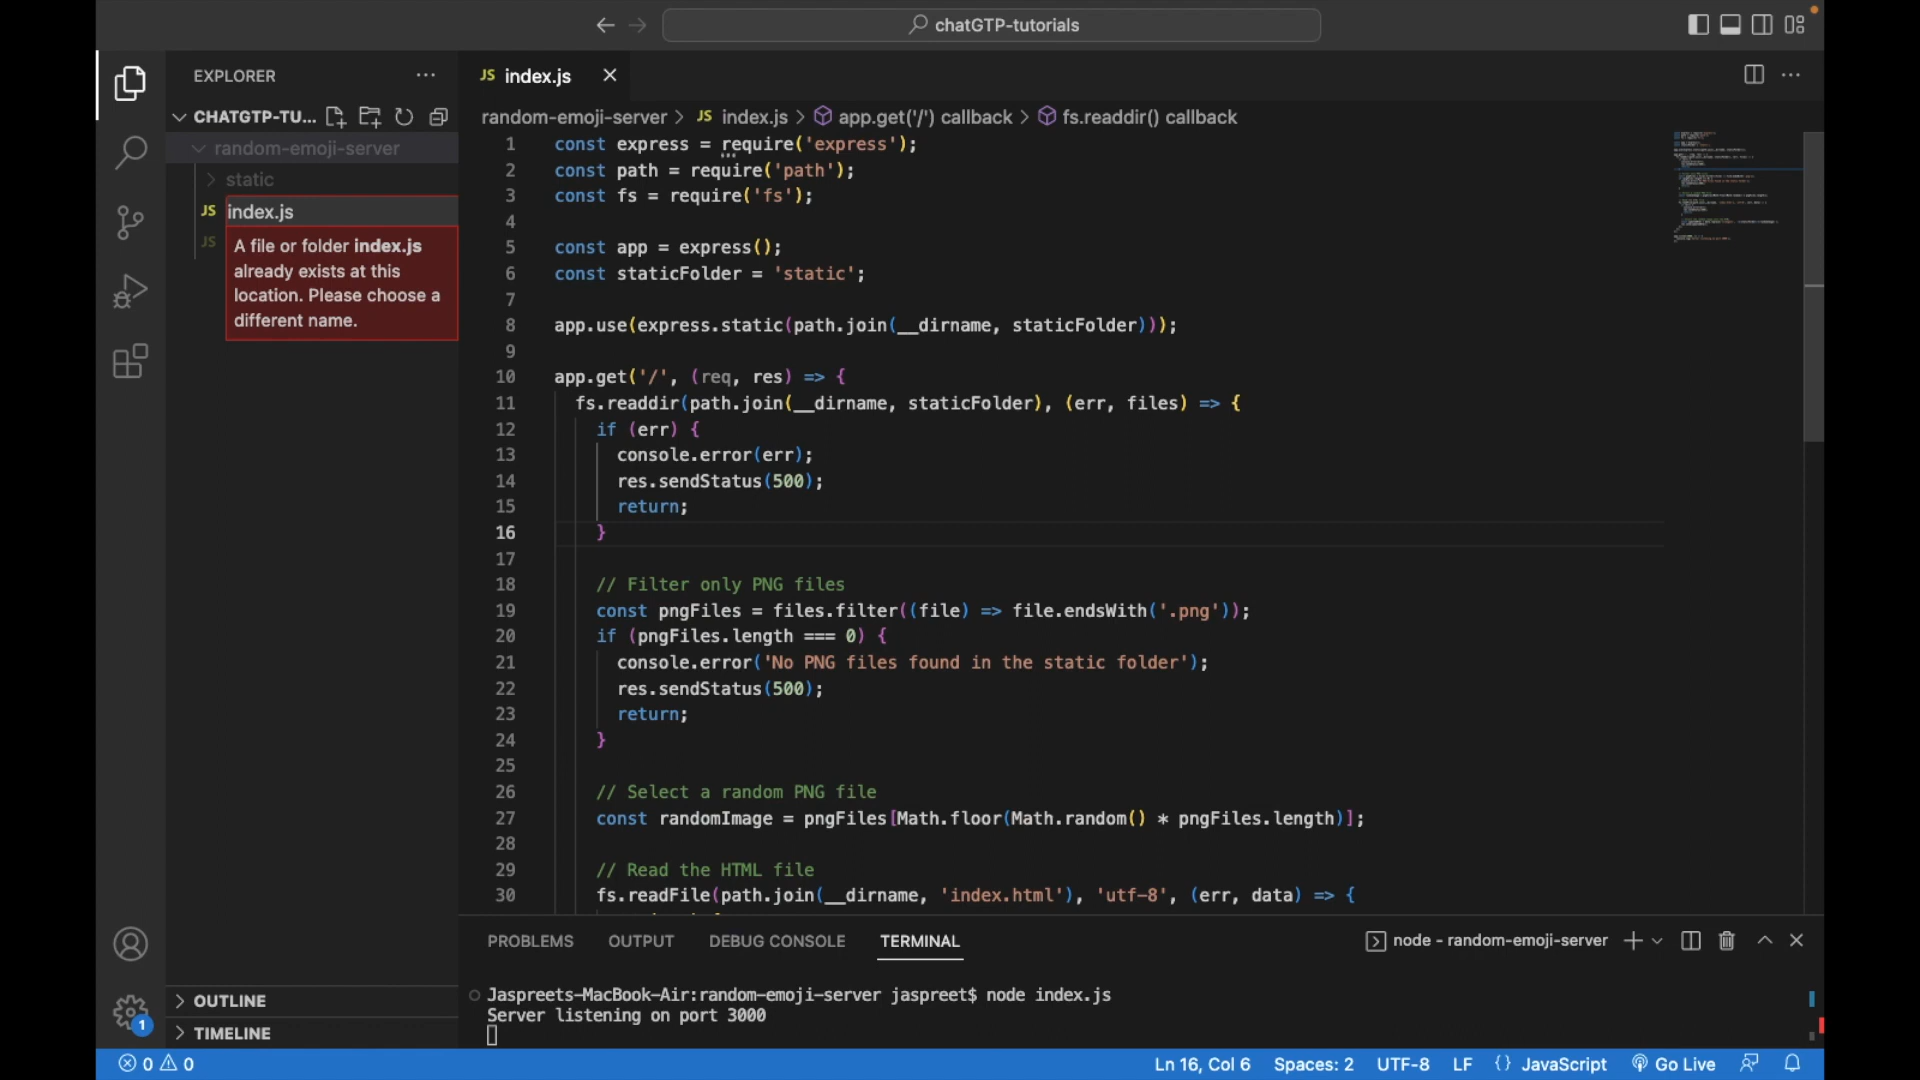 chatGTP-tutorials
EXPLORER
JS index.js
CHATGTP-TU...
random-emoji-server > JS index.js > app.get('/') callback > fs.readdir() callback
random-emoji-server
static
JS index.js
JS
A file or folder index.js
already exists at this
location. Please choose a
different name.
1 const express = require('express');
2 const path = require('path');
3 const fs = require('fs');
4
5 const app = express();
6 const staticFolder = 'static';
7
8 app.use(express.static(path.join(__dirname, staticFolder)));
9
10 app.get('/', (req, res) => {
11 fs.readdir(path.join(__dirname, staticFolder), (err, files) => {
12 if (err) {
13 console.error(err);
14 res.sendStatus(500);
15 return;
16 }
17
18 // Filter only PNG files
19 const pngFiles = files.filter((file) => file.endsWith('.png'));
20 if (pngFiles.length === 0) {
21 console.error('No PNG files found in the static folder');
22 res.sendStatus(500);
23 return;
24 }
25
26 // Select a random PNG file
27 const randomImage = pngFiles[Math.floor(Math.random() * pngFiles.length)];
28
29 // Read the HTML file
30 fs.readFile(path.join(__dirname, 'index.html'), 'utf-8', (err, data) => {
PROBLEMS OUTPUT DEBUG CONSOLE TERMINAL
node - random-emoji-server
Jaspreets-MacBook-Air:random-emoji-server jaspreet$ node index.js
Server listening on port 3000
OUTLINE
TIMELINE
1
0 0
Ln 16, Col 6 Spaces: 2 UTF-8 LF {} JavaScript Go Live